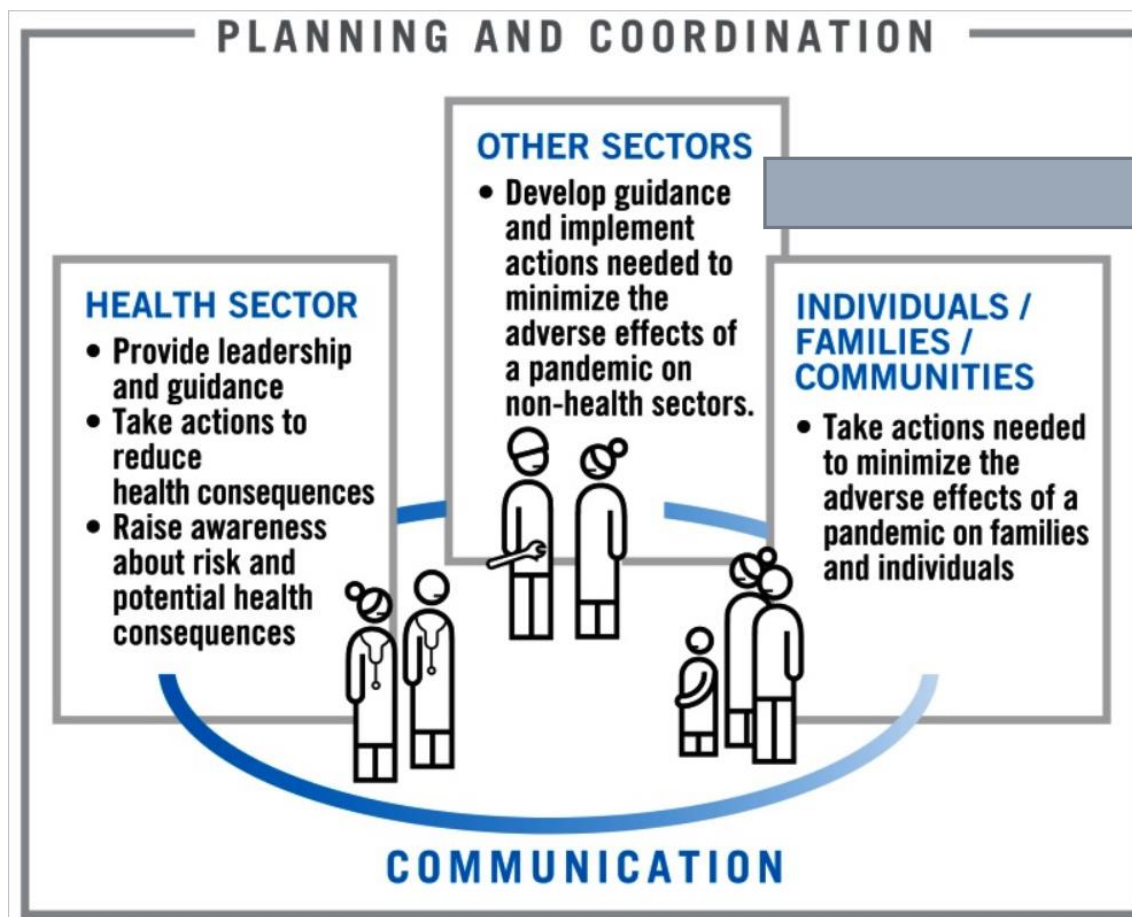 PLANNING AND COORDINATION
OTHER SECTORS
• Develop guidance
and implement
actions needed to
minimize the
adverse effects of
a pandemic on
non-health sectors.
HEALTH SECTOR
• Provide leadership
and guidance
• Take actions to
reduce
health consequences
• Raise awareness
about risk and
potential health
consequences
INDIVIDUALS /
FAMILIES /
COMMUNITIES
• Take actions needed
to minimize the
adverse effects of a
pandemic on families
and individuals
COMMUNICATION